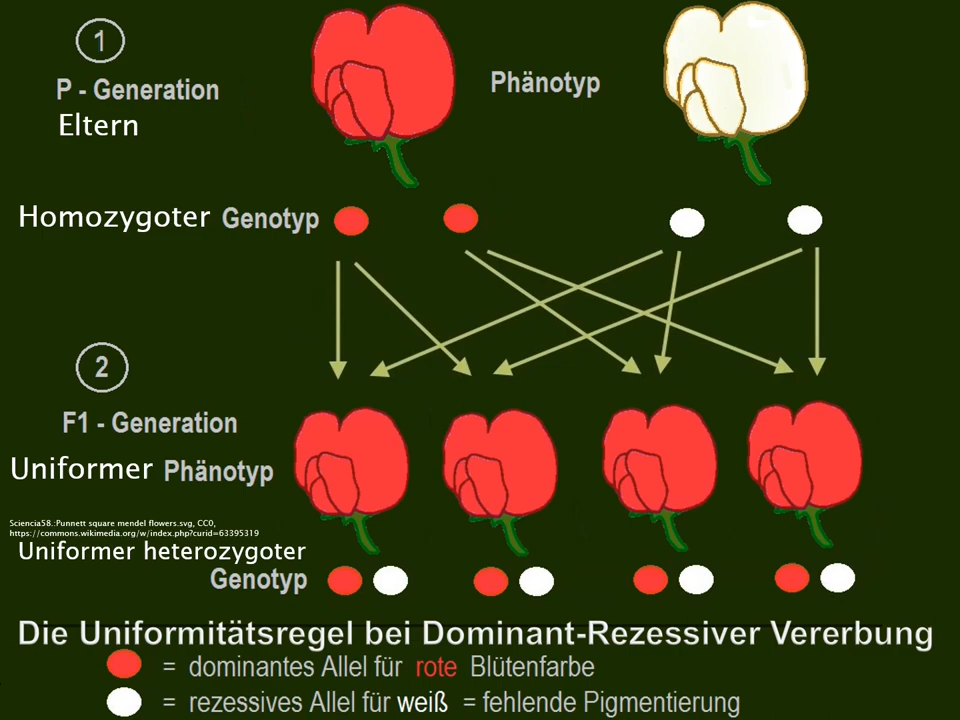 1
P - Generation
Eltern
Phänotyp
Homozygoter Genotyp
2
F1 - Generation
Uniformer Phänotyp
Sciencia58.:Punnett square mendel flowers.svg, CC0,
https://commons.wikimedia.org/w/index.php?curid=63395319
Uniformer heterozygoter
Genotyp
Die Uniformitätsregel bei Dominant-Rezessiver Vererbung
= dominantes Allel für rote Blütenfarbe
= rezessives Allel für weiß = fehlende Pigmentierung